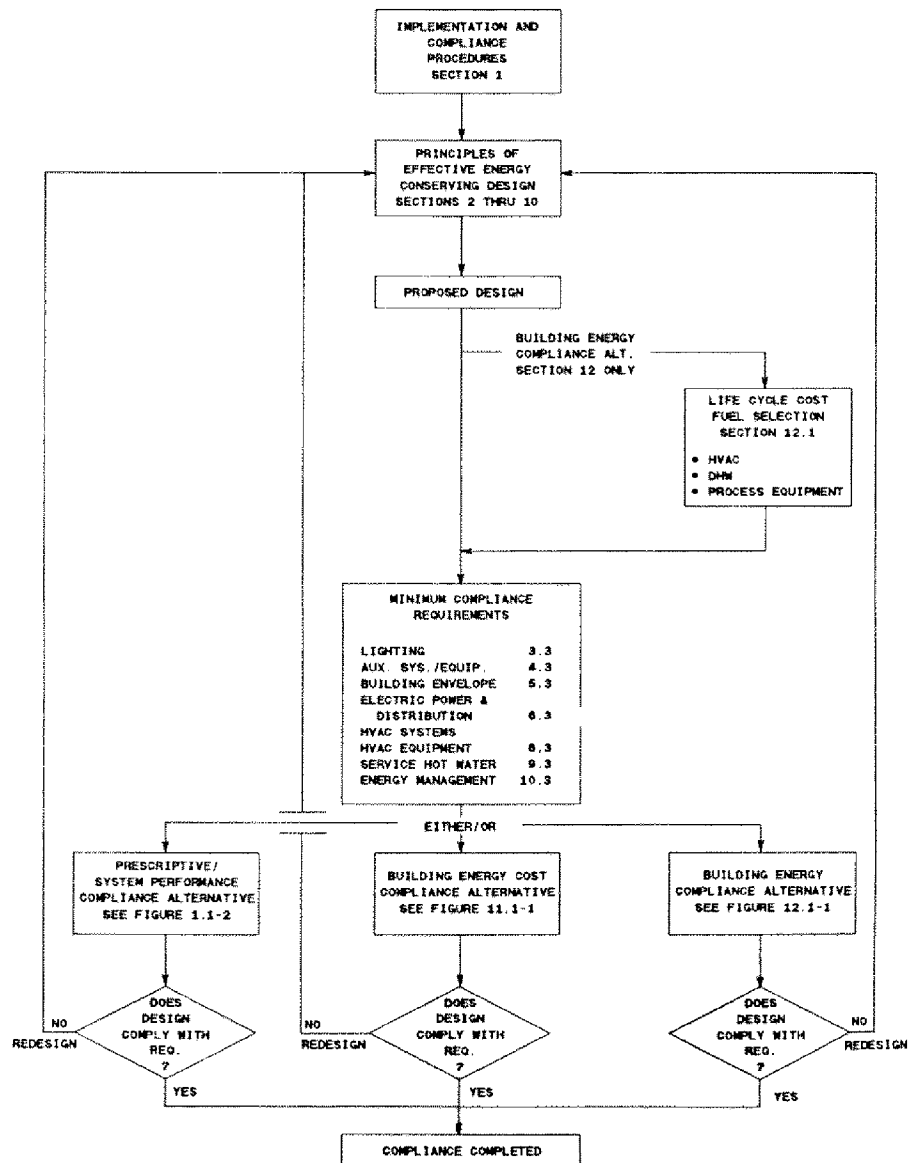 IMPLEMENTATION AND
COMPLIANCE
PROCEDURES
SECTION 1
PRINCIPLES OF
EFFECTIVE ENERGY
CONSERVING DESIGN
SECTIONS 2 THRU 10
PROPOSED DESIGN
BUILDING ENERGY
COMPLIANCE ALT.
SECTION 12 ONLY
LIFE CYCLE COST
FUEL SELECTION
SECTION 12.1
• HVAC
• DHW
• PROCESS EQUIPMENT
MINIMUM COMPLIANCE
REQUIREMENTS
LIGHTING 3.3
AUX. SYS./EQUIP. 4.3
BUILDING ENVELOPE 5.3
ELECTRIC POWER &
DISTRIBUTION 6.3
HVAC SYSTEMS
HVAC EQUIPMENT 8.3
SERVICE HOT WATER 9.3
ENERGY MANAGEMENT 10.3
EITHER/OR
PRESCRIPTIVE/
SYSTEM PERFORMANCE
COMPLIANCE ALTERNATIVE
SEE FIGURE 1.1-2
BUILDING ENERGY COST
COMPLIANCE ALTERNATIVE
SEE FIGURE 11.1-1
BUILDING ENERGY
COMPLIANCE ALTERNATIVE
SEE FIGURE 12.1-1
DOES
DESIGN
COMPLY WITH
REQ.
?
NO
REDESIGN
YES
DOES
DESIGN
COMPLY WITH
REQ.
?
NO
REDESIGN
YES
DOES
DESIGN
COMPLY WITH
REQ.
?
NO
REDESIGN
YES
COMPLIANCE COMPLETED